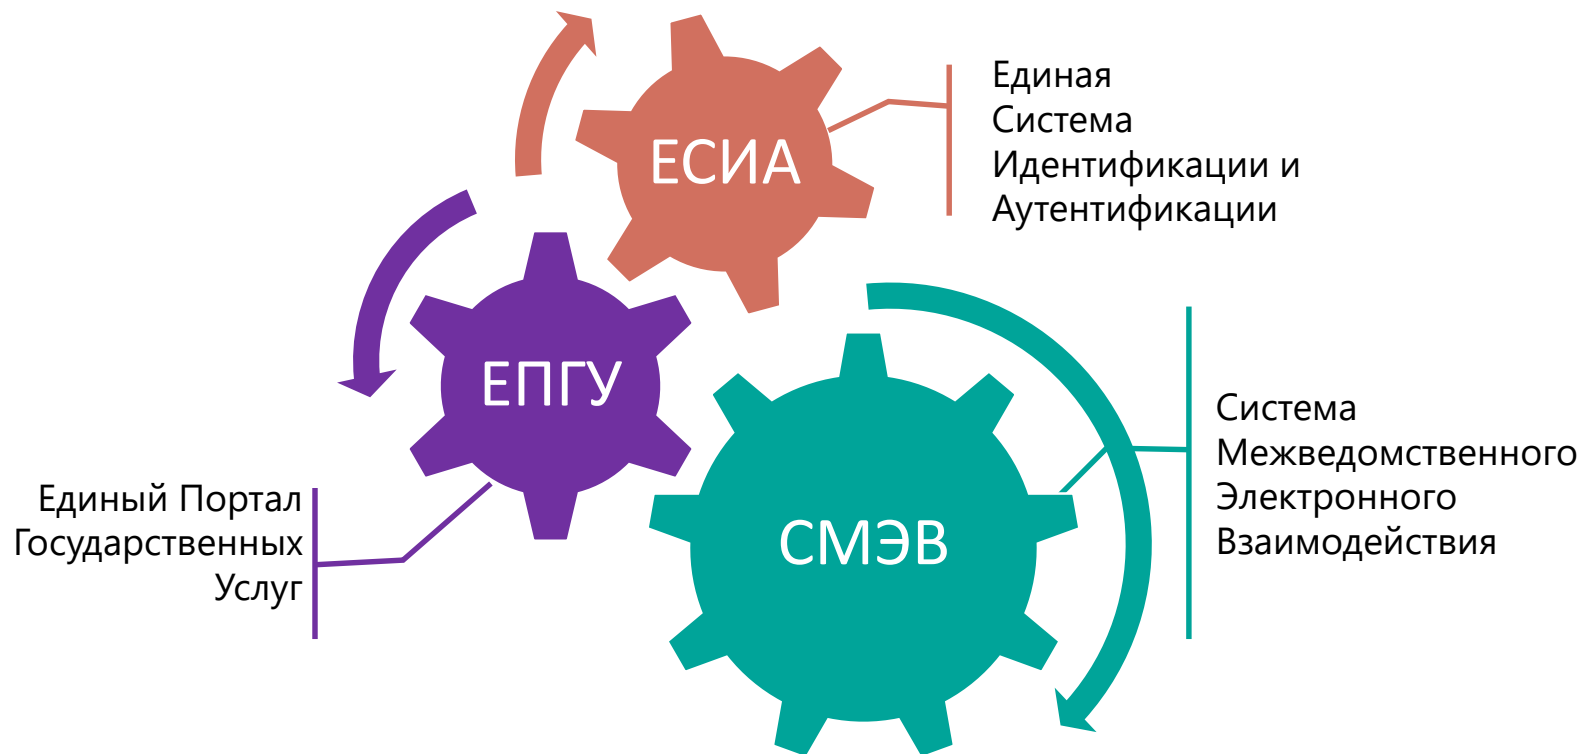 ЕСИА
Единая
Система
Идентификации и
Аутентификации
ЕПГУ
Единый Портал
Государственных
Услуг
СМЭВ
Система
Межведомственного
Электронного
Взаимодействия